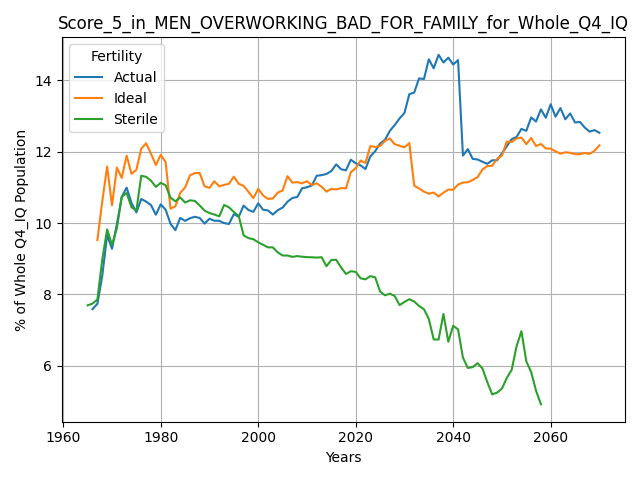 Score_5_in_MEN_OVERWORKING_BAD_FOR_FAMILY_for_Whole_Q4_IQ
Fertility
Actual
Ideal
Sterile
% of Whole Q4_IQ Population
14
12
10
8
6
1960
1980
2000
2020
2040
2060
Years